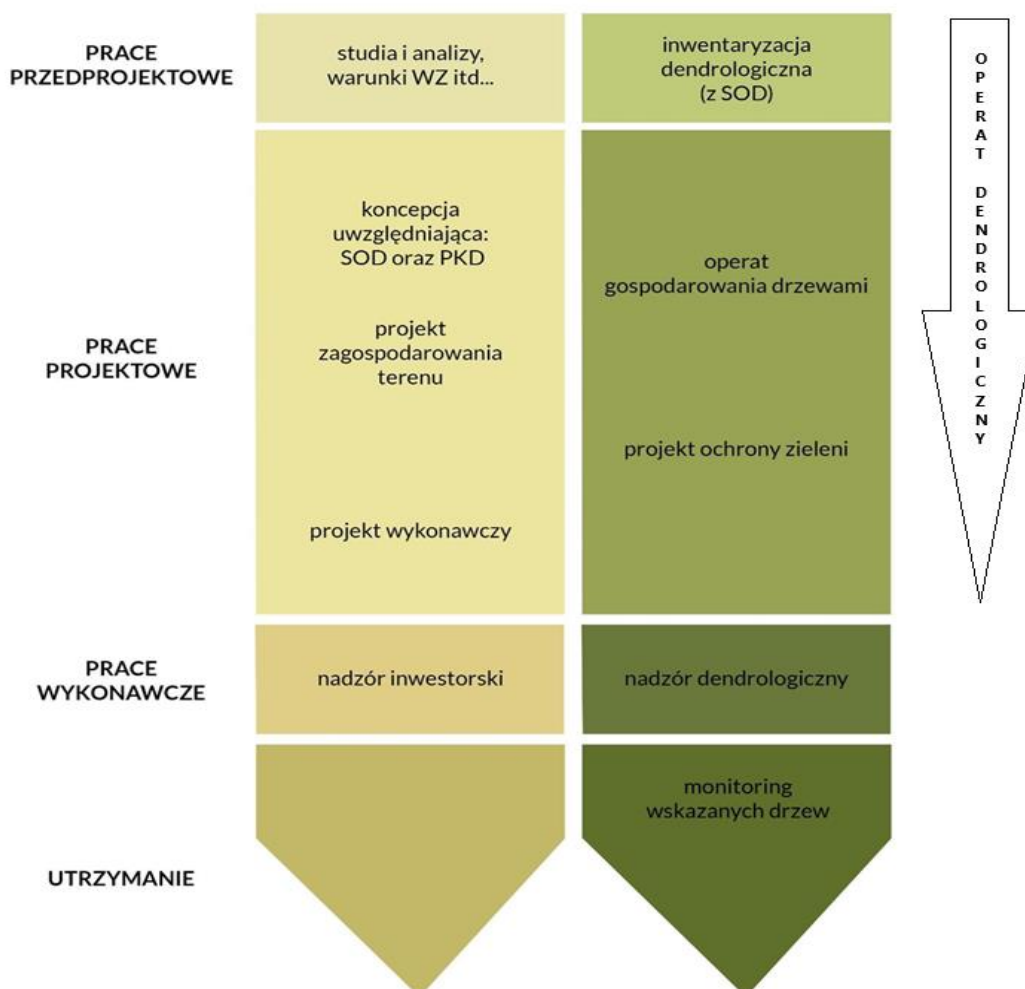 PRACE
PRZEDPROJEKTOWE
studia i analizy,
warunki WZ itd...
inwentaryzacja
dendrologiczna
(z SOD)
PRACE
PROJEKTOWE
koncepcja
uwzględniająca:
SOD oraz PKD
projekt
zagospodarowania
terenu
projekt wykonawczy
operat
gospodarowania drzewami
projekt ochrony zieleni
PRACE
WYKONAWCZE
nadzór inwestorski
nadzór dendrologiczny
UTRZYMANIE
monitoring
wskazanych drzew
OPERAT DENDROLOGICZNY